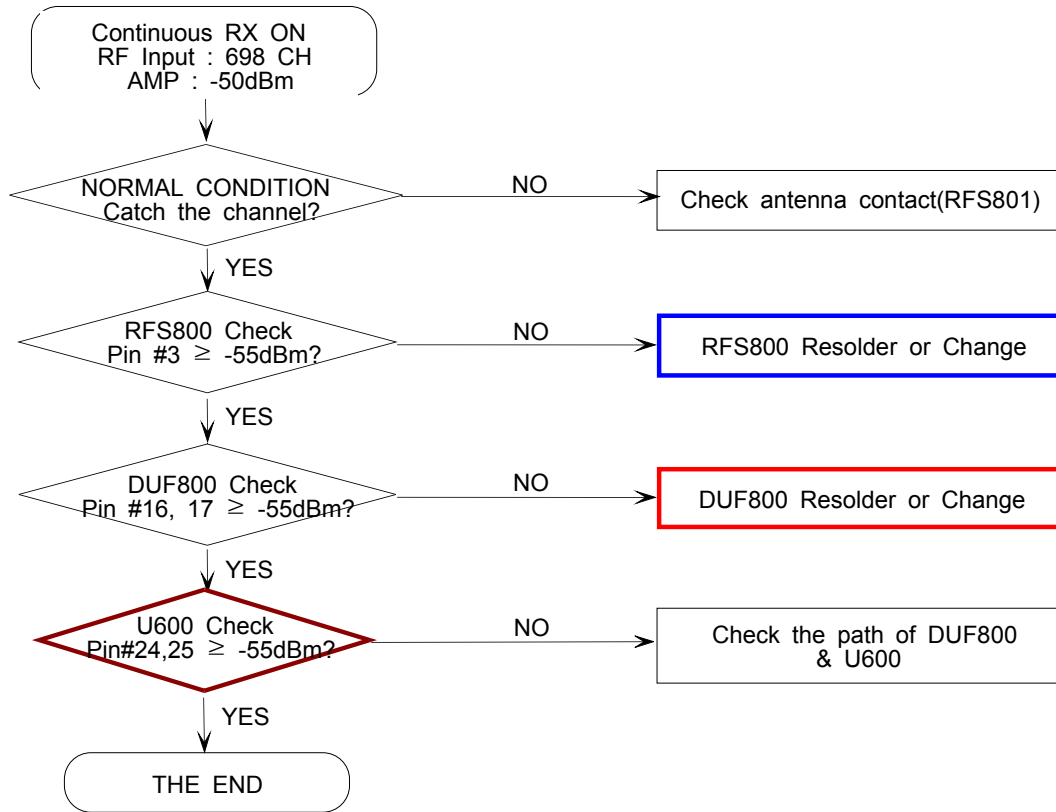 Continuous RX ON
RF Input : 698 CH
AMP : -50dBm
NORMAL CONDITION
Catch the channel?
NO
Check antenna contact(RFS801)
YES
RFS800 Check
Pin #3 ≥ -55dBm?
NO
RFS800 Resolder or Change
YES
DUF800 Check
Pin #16, 17 ≥ -55dBm?
NO
DUF800 Resolder or Change
YES
U600 Check
Pin#24,25 ≥ -55dBm?
NO
Check the path of DUF800
& U600
YES
THE END